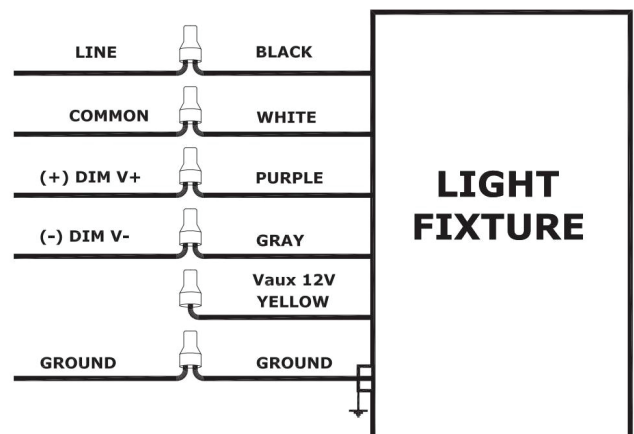 LINE BLACK
COMMON WHITE
(+) DIM V+ PURPLE
(-) DIM V- GRAY
Vaux 12V
YELLOW
GROUND GROUND
LIGHT
FIXTURE